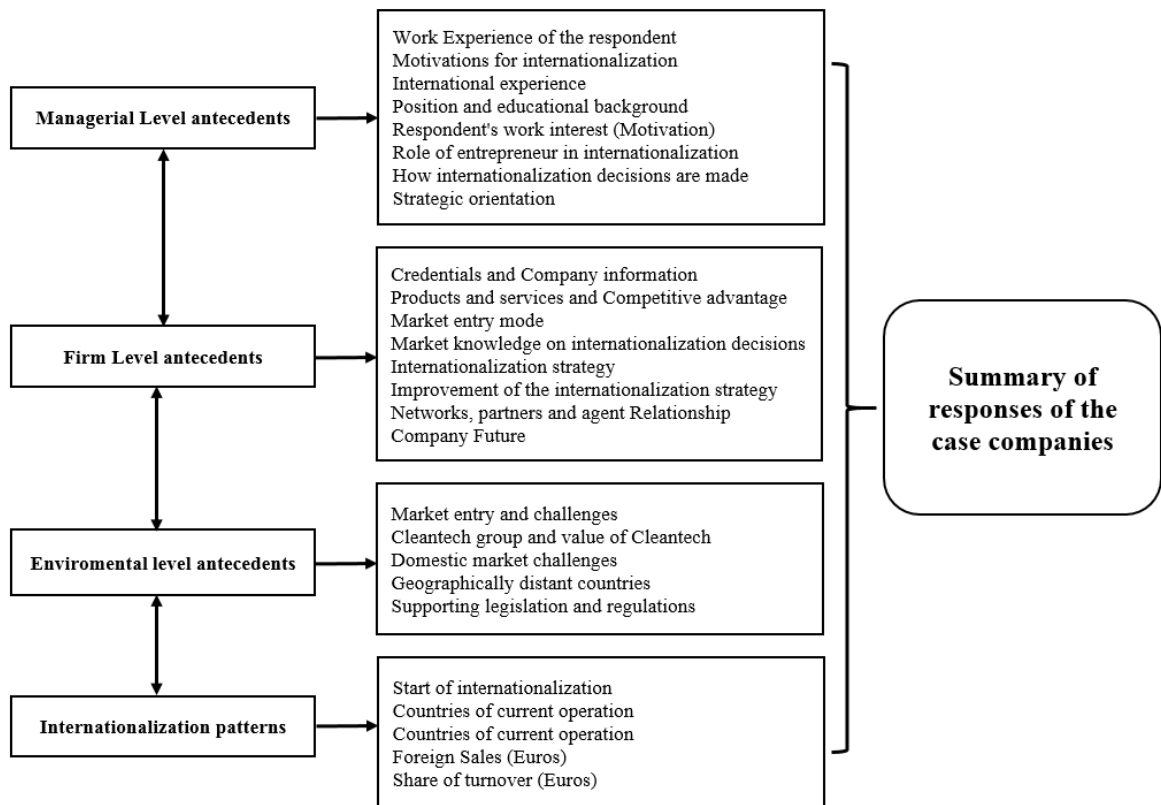 Managerial Level antecedents
Work Experience of the respondent
Motivations for internationalization
International experience
Position and educational background
Respondent's work interest (Motivation)
Role of entrepreneur in internationalization
How internationalization decisions are made
Strategic orientation
Firm Level antecedents
Credentials and Company information
Products and services and Competitive advantage
Market entry mode
Market knowledge on internationalization decisions
Internationalization strategy
Improvement of the internationalization strategy
Networks, partners and agent Relationship
Company Future
Enviromental level antecedents
Market entry and challenges
Cleantech group and value of Cleantech
Domestic market challenges
Geographically distant countries
Supporting legislation and regulations
Internationalization patterns
Start of internationalization
Countries of current operation
Countries of current operation
Foreign Sales (Euros)
Share of turnover (Euros)
Summary of
responses of the
case companies